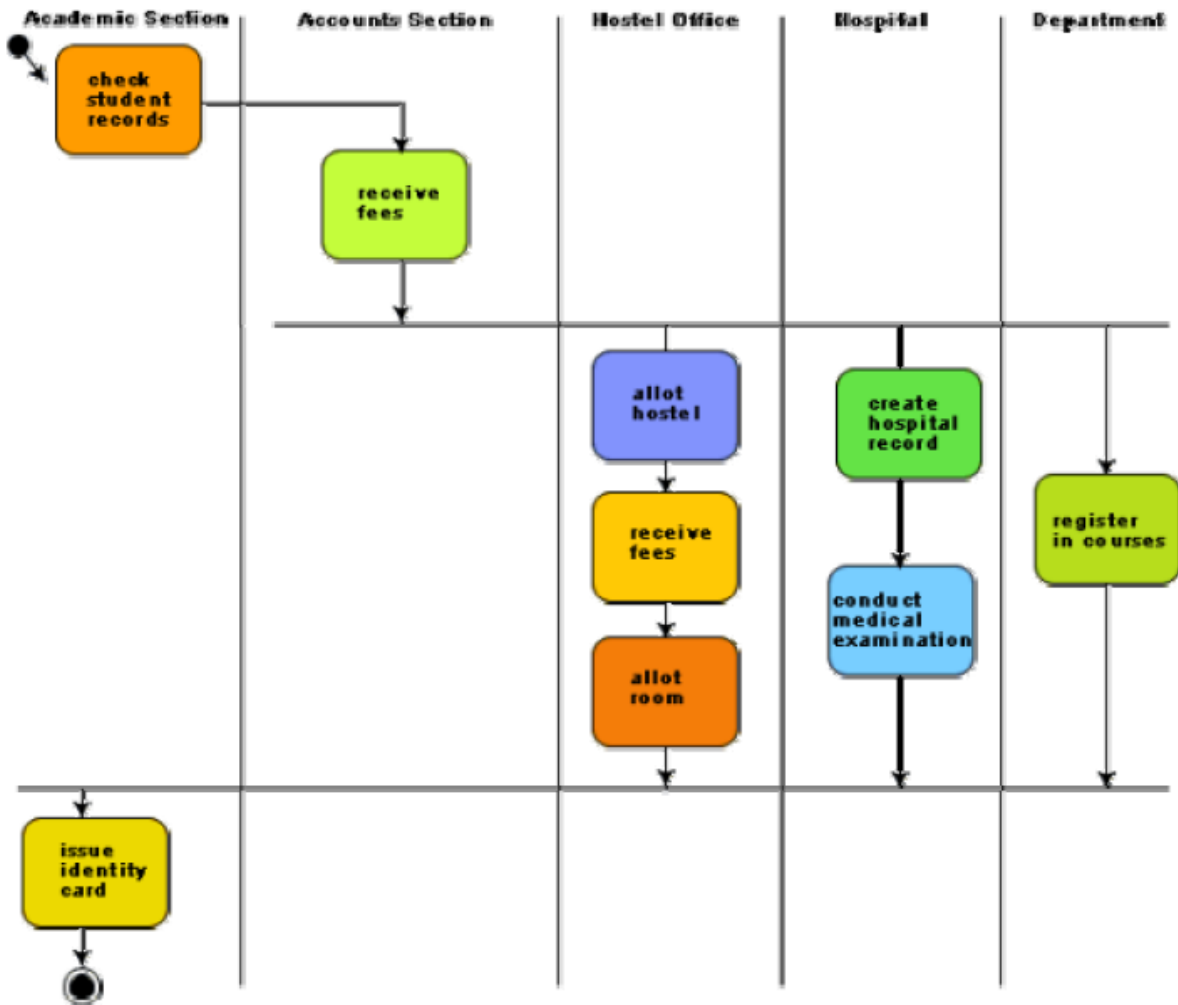 Academic Section
Accounts Section
Hostel Office
Hospital
Department
check
student
records
receive
fees
allot
hostel
receive
fees
allot
room
create
hospital
record
conduct
medical
examination
register
in courses
issue
identity
card